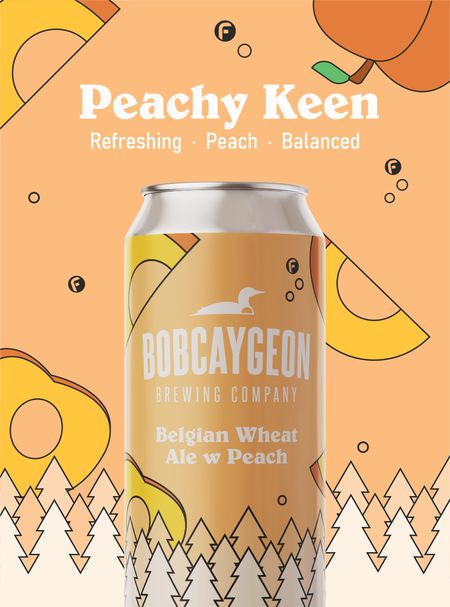 F
Peachy Keen
Refreshing · Peach · Balanced
F
F
F
BOBCAYGEON
BREWING COMPANY
Belgian Wheat
Ale w Peach